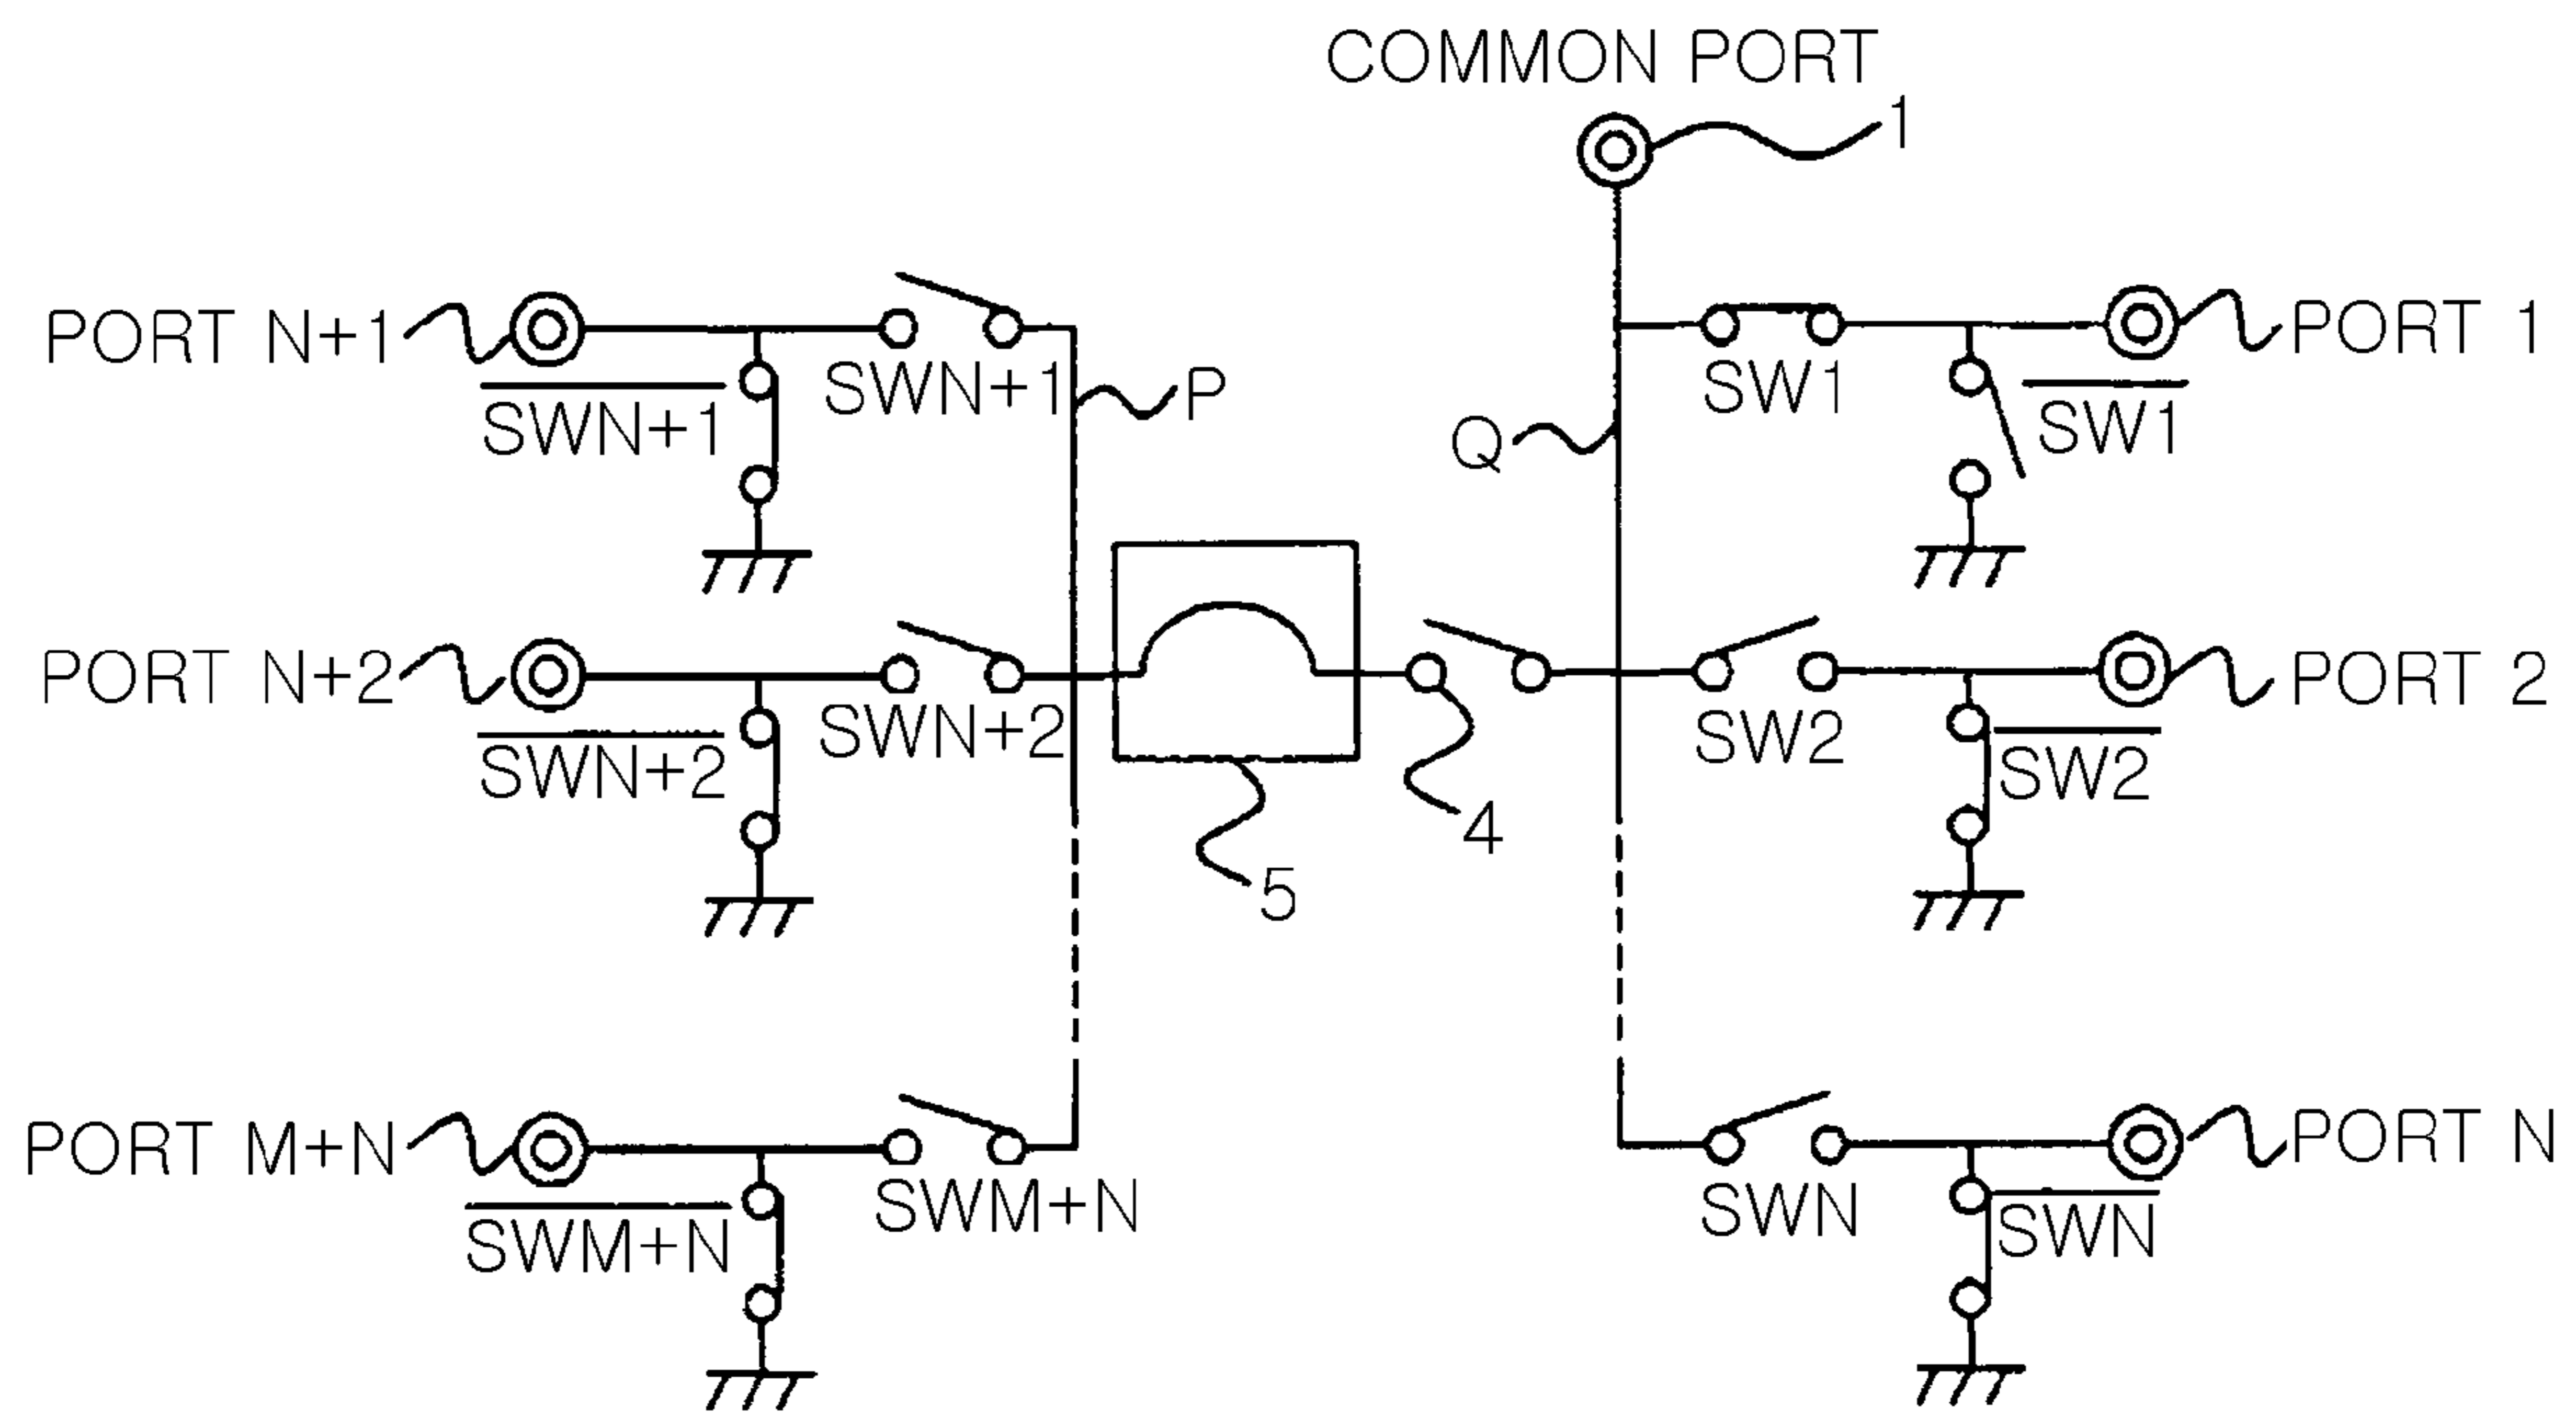 COMMON PORT
1
PORT N+1
SWN+1
SWN+1
P
Q
SW1
SW1
PORT 1
PORT N+2
SWN+2
SWN+2
5
4
SW2
SW2
PORT 2
PORT M+N
SWM+N
SWM+N
SWN
SWN
PORT N